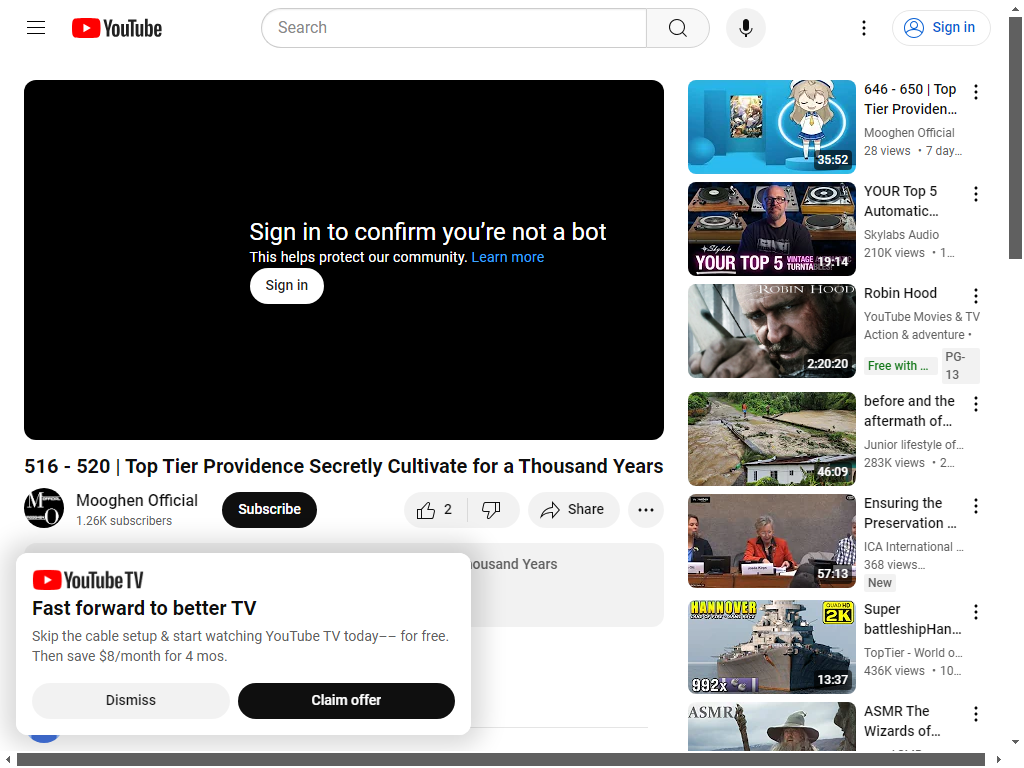 YouTube
Search
Sign in
Sign in to confirm you’re not a bot
This helps protect our community. Learn more
Sign in
516 - 520 | Top Tier Providence Secretly Cultivate for a Thousand Years
Mooghen Official
1.26K subscribers
Subscribe
2
Share
ousand Years
YouTube TV
Fast forward to better TV
Skip the cable setup & start watching YouTube TV today–– for free.
Then save $8/month for 4 mos.
Dismiss
Claim offer
35:52
646 - 650 | Top
Tier Providen…
Mooghen Official
28 views • 7 day…
Skylabs
YOUR TOP 5 VINTAGE
19:14
YOUR Top 5
Automatic…
Skylabs Audio
210K views • 1…
ROBIN HOOD
2:20:20
Robin Hood
YouTube Movies & TV
Action & adventure •
Free with …
PG-
13
46:09
before and the
aftermath of…
Junior lifestyle of…
283K views • 2…
57:13
Ensuring the
Preservation …
ICA International …
368 views…
New
HANNOVER
QUAD HD
2K
992x
13:37
Super
battleshipHan…
TopTier - World o…
436K views • 10…
ASMR
ASMR The
Wizards of…